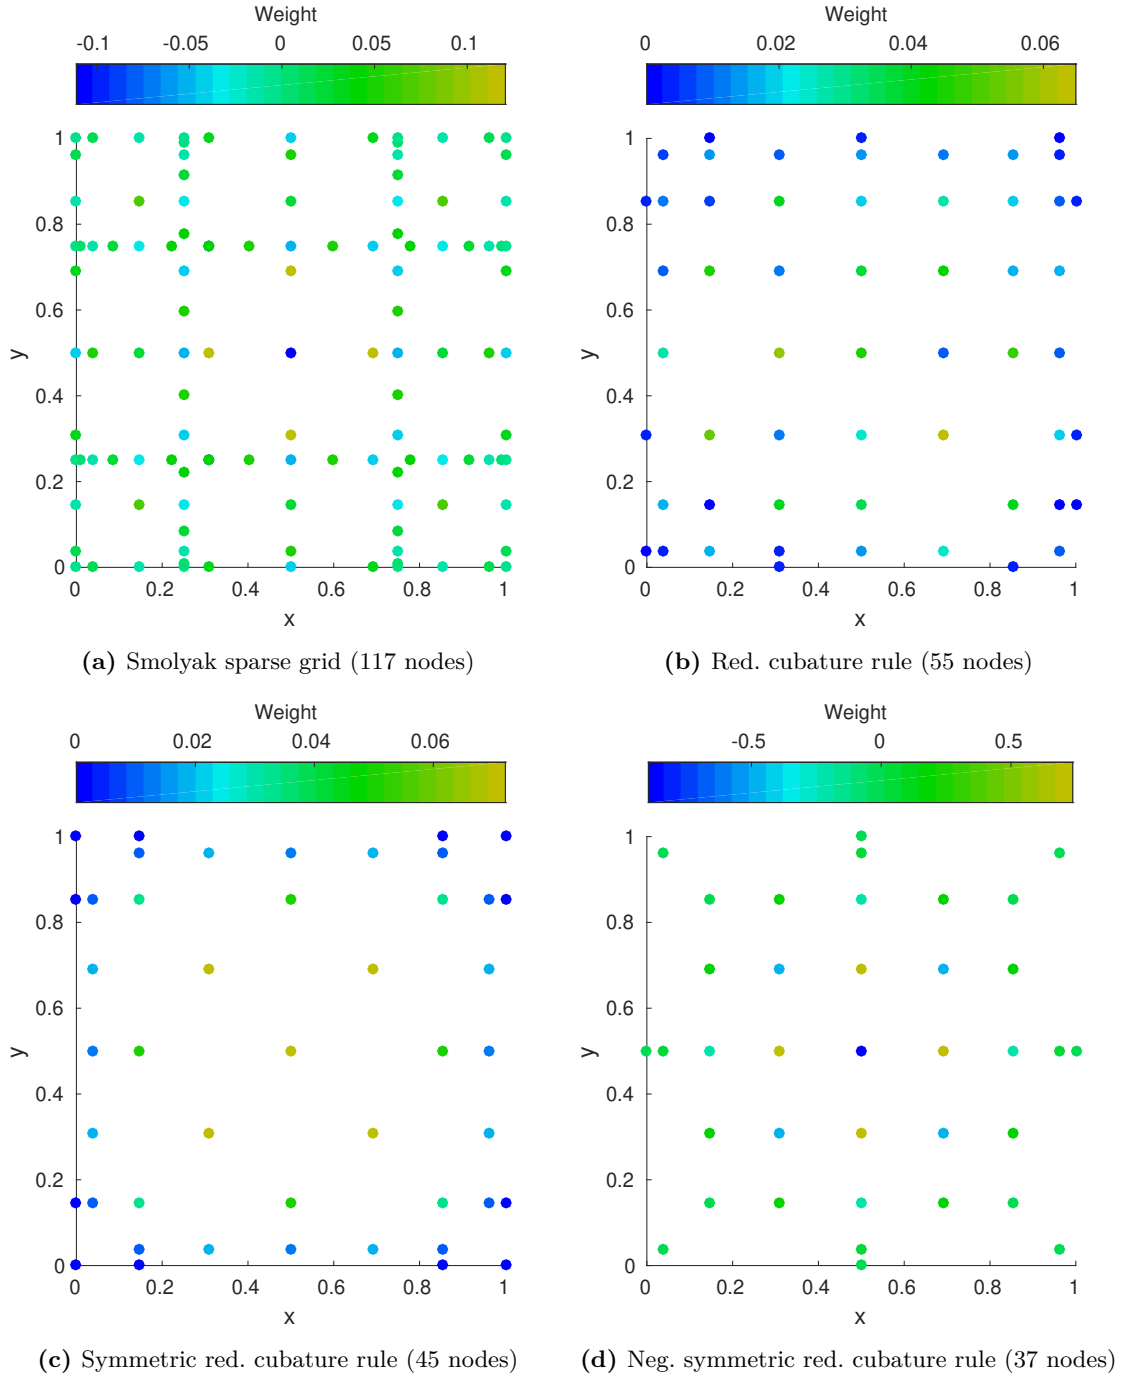 Weight
-0.1 -0.05 0 0.05 0.1
1
0.8
0.6
y
0.4
0.2
0
0 0.2 0.4 0.6 0.8 1
x
(a) Smolyak sparse grid (117 nodes)
Weight
0 0.02 0.04 0.06
1
0.8
0.6
y
0.4
0.2
0
0 0.2 0.4 0.6 0.8 1
x
(b) Red. cubature rule (55 nodes)
Weight
0 0.02 0.04 0.06
1
0.8
0.6
y
0.4
0.2
0
0 0.2 0.4 0.6 0.8 1
x
(c) Symmetric red. cubature rule (45 nodes)
Weight
-0.5 0 0.5
1
0.8
0.6
y
0.4
0.2
0
0 0.2 0.4 0.6 0.8 1
x
(d) Neg. symmetric red. cubature rule (37 nodes)